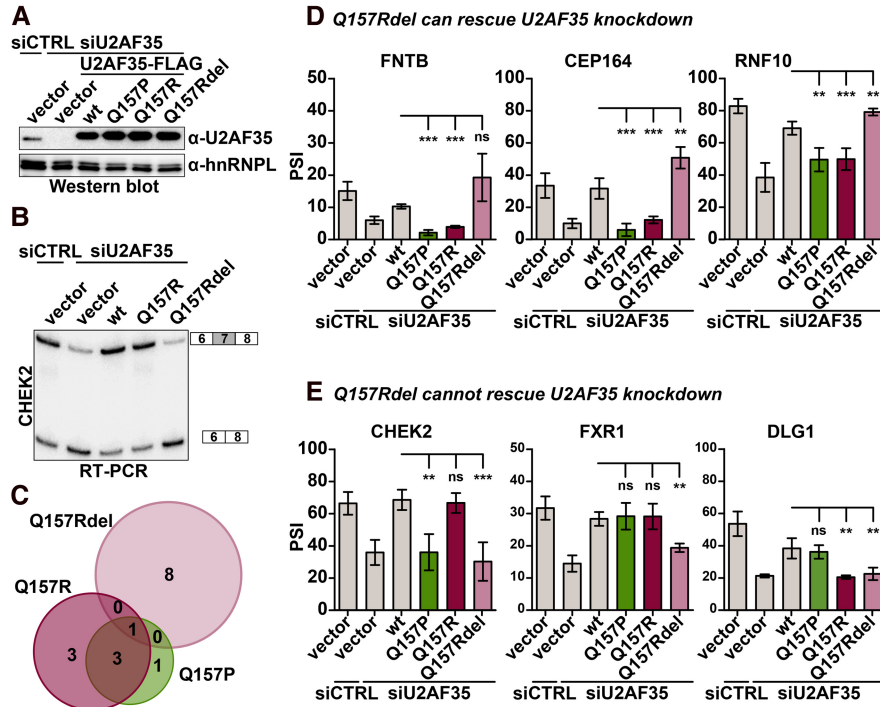 A
siCTRL siU2AF35
U2AF35-FLAG
vector
vector
wt
Q157P
Q157R
Q157Rdel
α-U2AF35
α-hnRNPL
Western blot
B
siCTRL siU2AF35
vector
vector
wt
Q157R
Q157Rdel
CHEK2
6 7 8
6 8
RT-PCR
C
Q157Rdel
8
Q157R
0
1 0
3 3 1
Q157P
D Q157Rdel can rescue U2AF35 knockdown
FNTB
PSI
50
40
30
20
10
0
*** *** ns
vector
vector
wt
Q157P
Q157R
Q157Rdel
siCTRL siU2AF35
CEP164
100
80
60
40
20
0
*** *** **
vector
vector
wt
Q157P
Q157R
Q157Rdel
siCTRL siU2AF35
RNF10
100
80
60
40
20
0
** *** **
vector
vector
wt
Q157P
Q157R
Q157Rdel
siCTRL siU2AF35
E Q157Rdel cannot rescue U2AF35 knockdown
CHEK2
PSI
100
80
60
40
20
0
** ns ***
vector
vector
wt
Q157P
Q157R
Q157Rdel
siCTRL siU2AF35
FXR1
50
40
30
20
10
0
ns ns **
vector
vector
wt
Q157P
Q157R
Q157Rdel
siCTRL siU2AF35
DLG1
100
80
60
40
20
0
ns ** **
vector
vector
wt
Q157P
Q157R
Q157Rdel
siCTRL siU2AF35